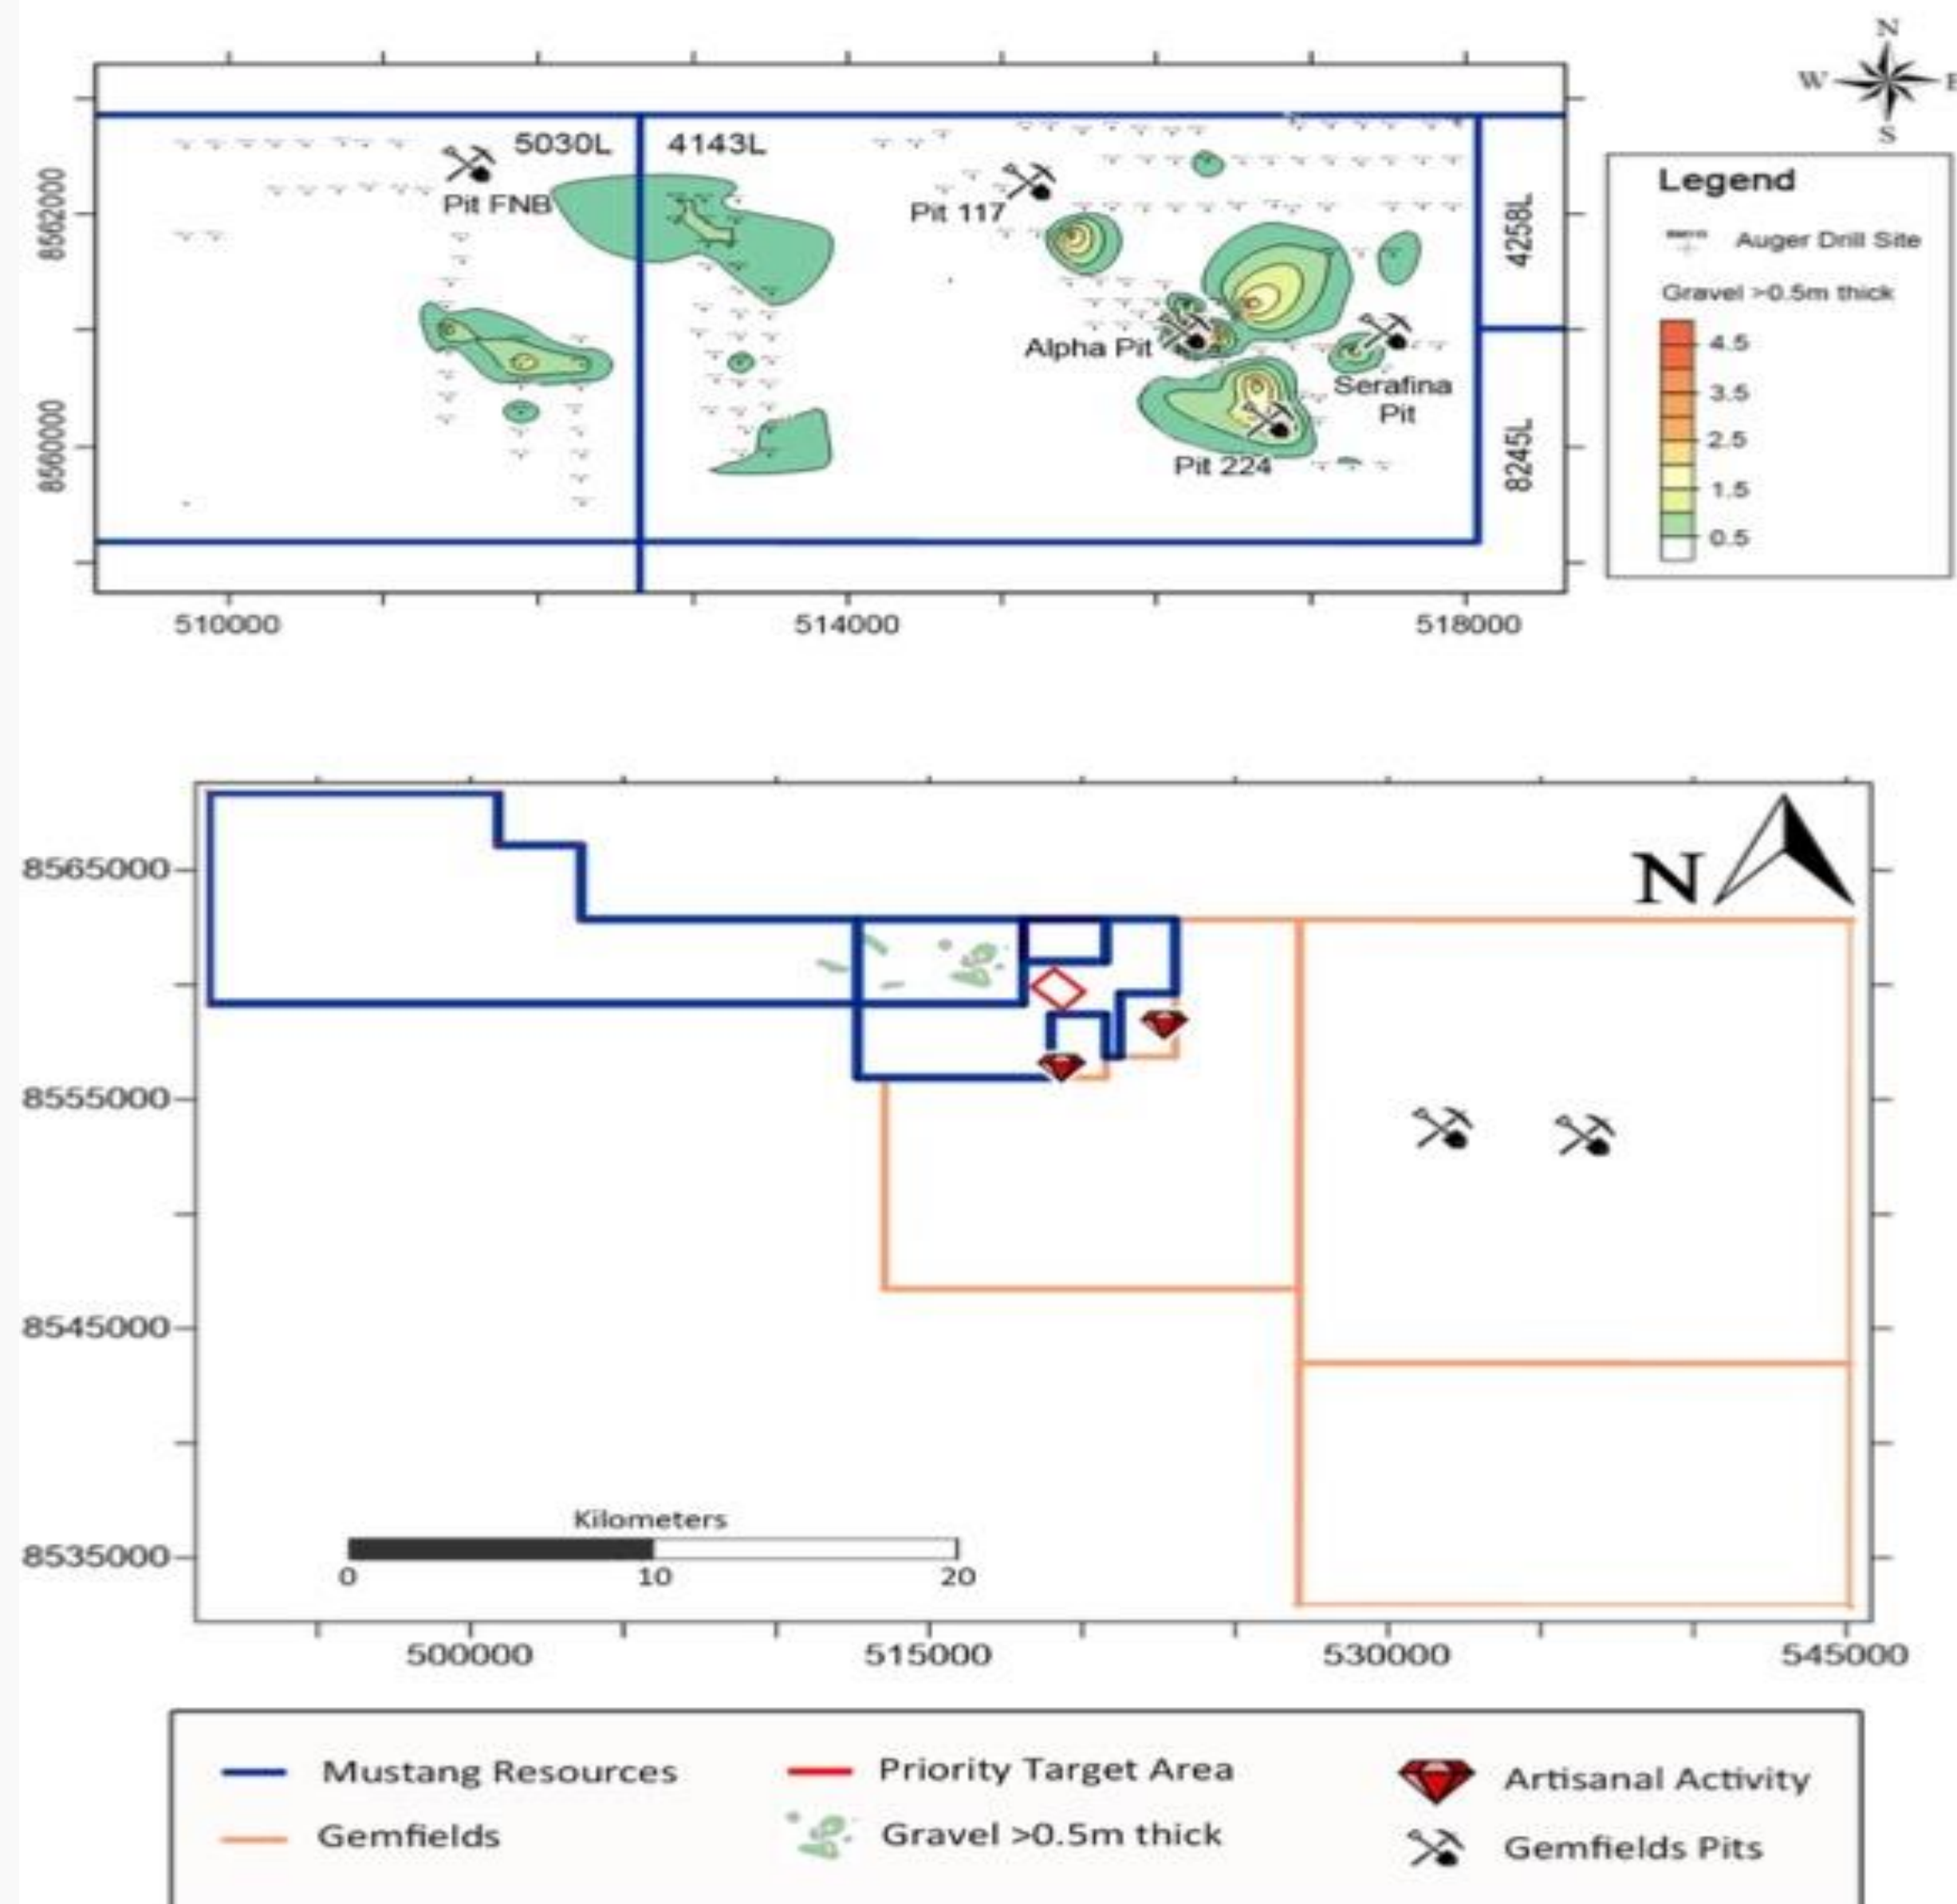 N
W E
S
5030L 4143L
Pit FNB
Pit 117
Alpha Pit
Serafina
Pit
Pit 224
4258L
8245L
8562000
8560000
510000 514000 518000
Legend
Auger Drill Site
Gravel >0.5m thick
4.5
3.5
2.5
1.5
0.5
N
8565000
8555000
8545000
8535000
Kilometers
0 10 20
500000 515000 530000 545000
Mustang Resources Priority Target Area Artisanal Activity
Gemfields Gravel >0.5m thick Gemfields Pits